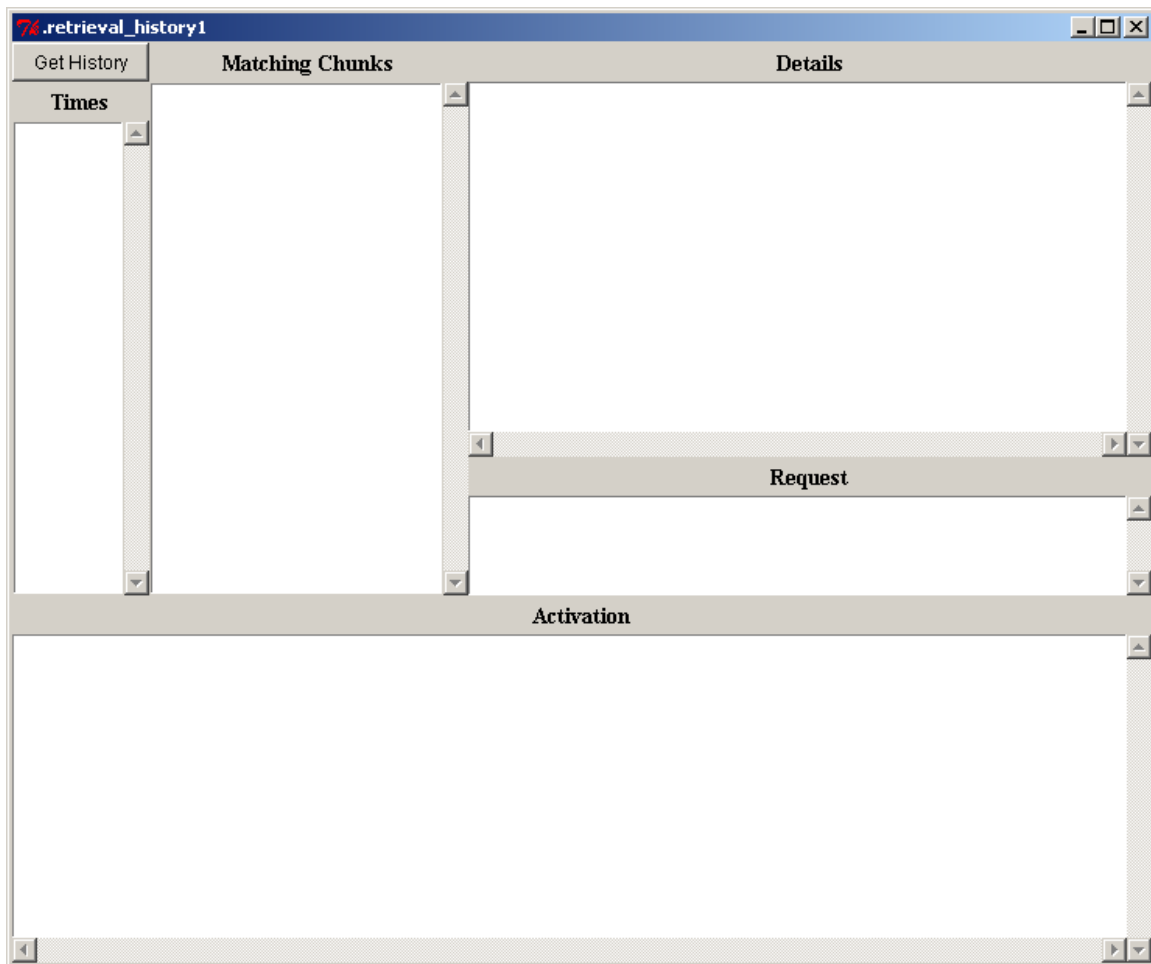 .retrieval_history1
Get History
Matching Chunks
Details
Times
Request
Activation